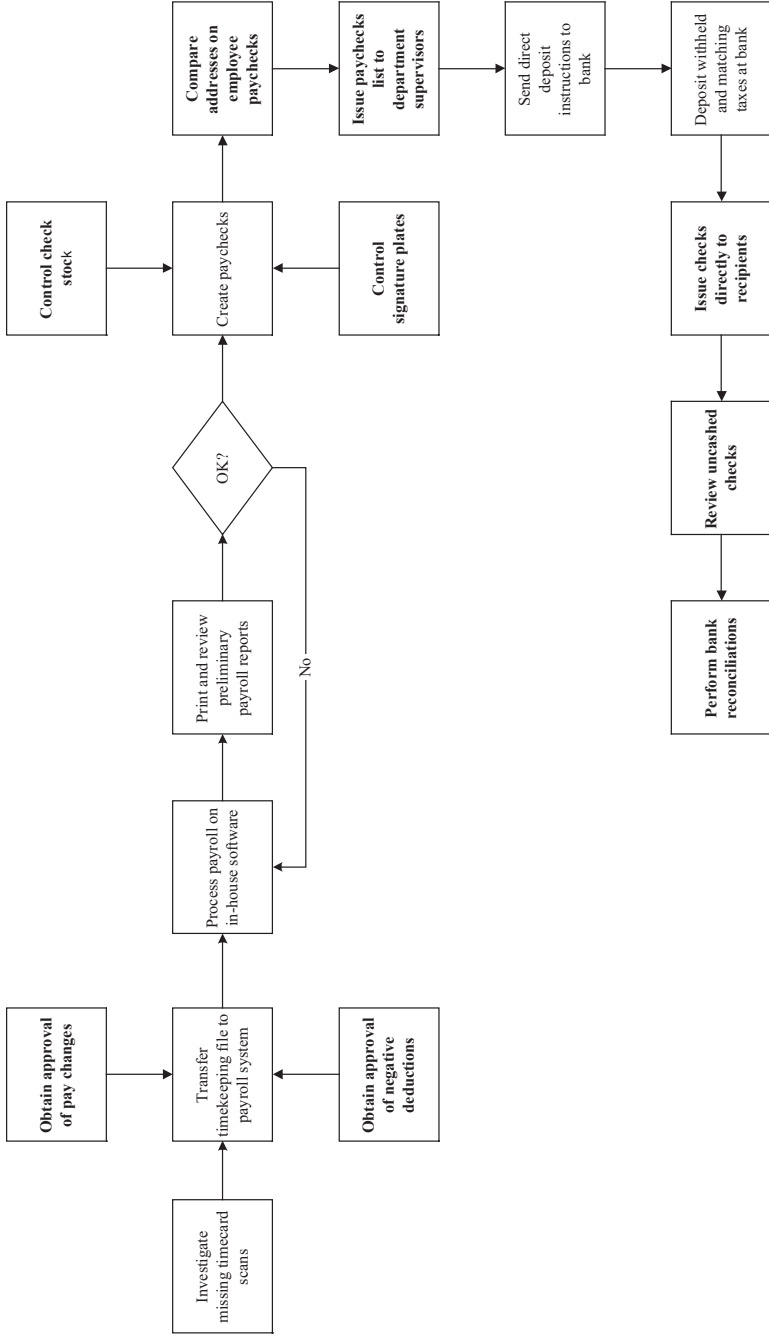 Control check
stock
Compare
addresses on
employee
paychecks
Create paychecks
Control
signature plates
Issue paychecks
list to
department
supervisors
Send direct
deposit
instructions to
bank
Deposit withheld
and matching
taxes at bank
OK?
No
Print and review
preliminary
payroll reports
Process payroll on
in-house software
Obtain approval
of pay changes
Transfer
timekeeping file to
payroll system
Obtain approval
of negative
deductions
Investigate
missing timecard
scans
Issue checks
directly to
recipients
Review uncashed
checks
Perform bank
reconciliations